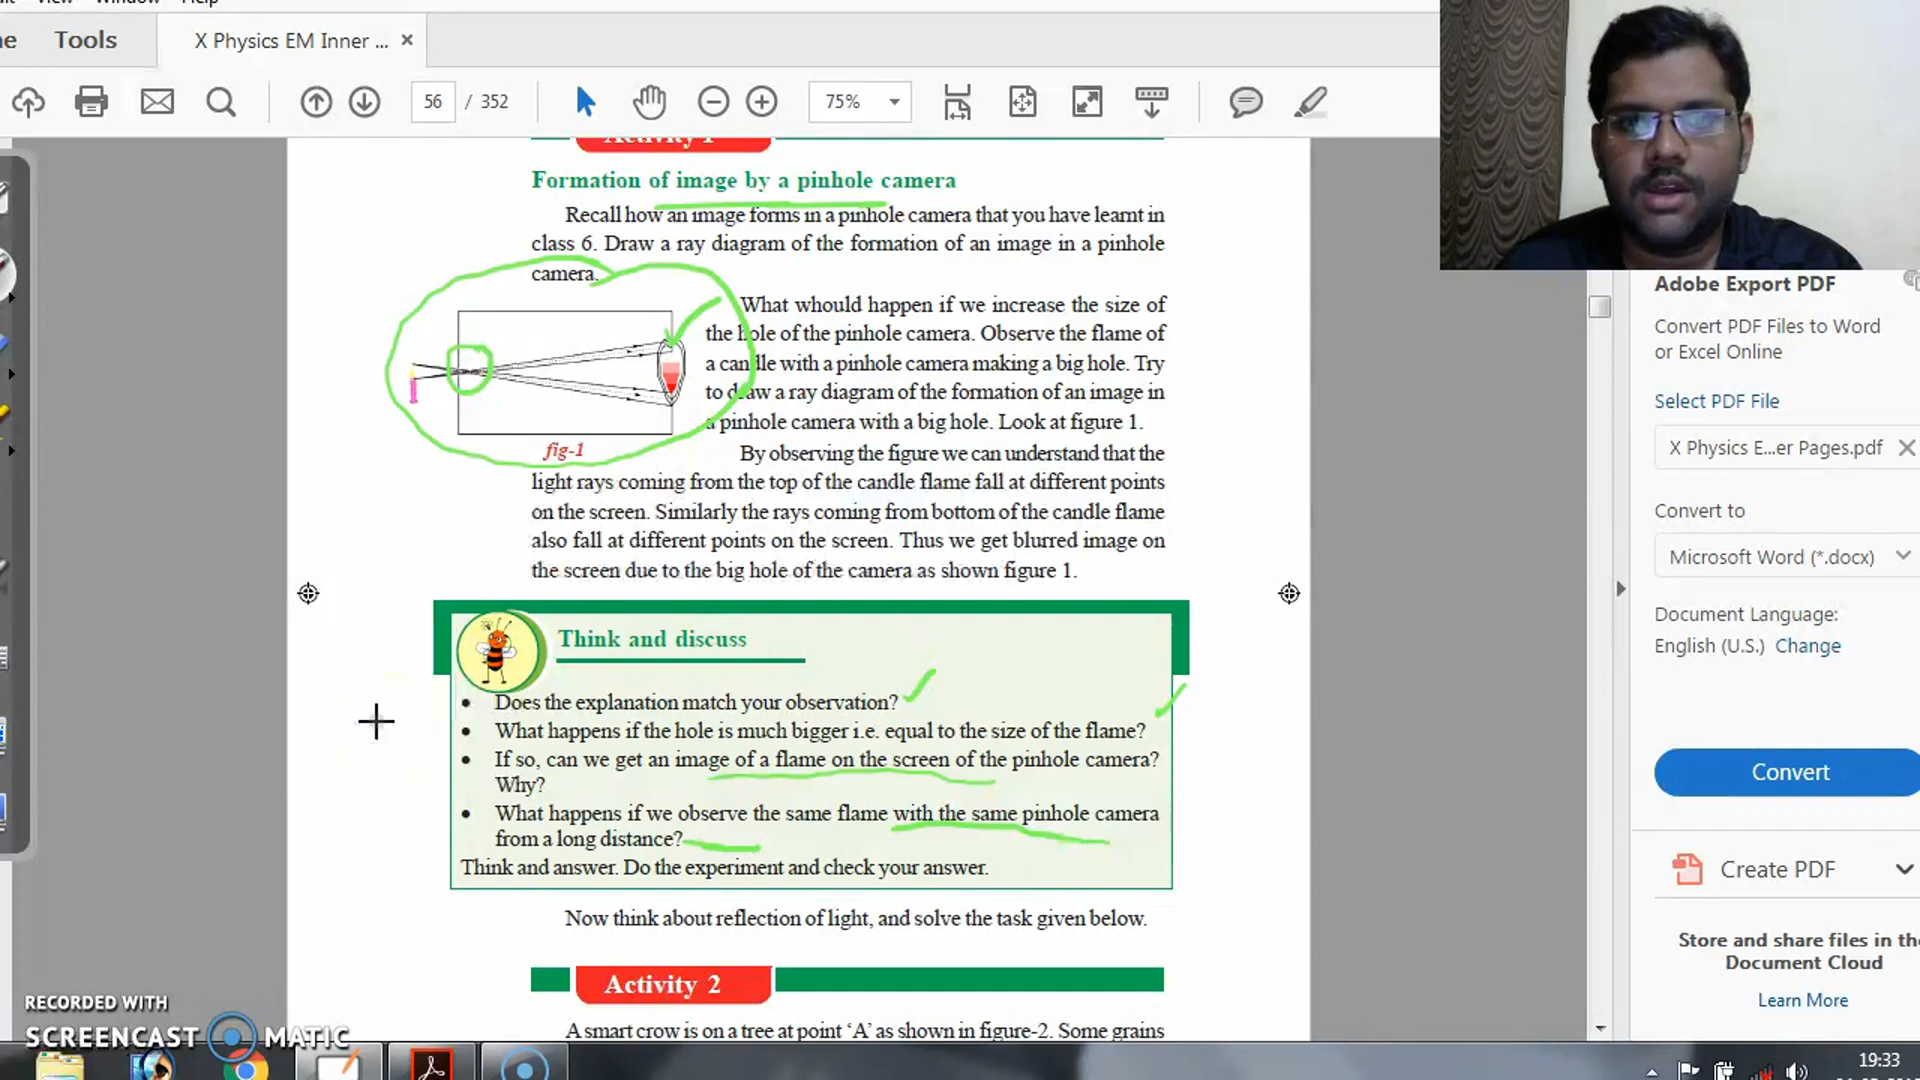 View Window Help
Tools
X Physics EM Inner ... ×
56 / 352
75%
Activity 1
Formation of image by a pinhole camera
Recall how an image forms in a pinhole camera that you have learnt in
class 6. Draw a ray diagram of the formation of an image in a pinhole
camera.
What whould happen if we increase the size of
the hole of the pinhole camera. Observe the flame of
a candle with a pinhole camera making a big hole. Try
to draw a ray diagram of the formation of an image in
a pinhole camera with a big hole. Look at figure 1.
fig-1
By observing the figure we can understand that the
light rays coming from the top of the candle flame fall at different points
on the screen. Similarly the rays coming from bottom of the candle flame
also fall at different points on the screen. Thus we get blurred image on
the screen due to the big hole of the camera as shown figure 1.
Think and discuss
• Does the explanation match your observation?
• What happens if the hole is much bigger i.e. equal to the size of the flame?
• If so, can we get an image of a flame on the screen of the pinhole camera?
Why?
• What happens if we observe the same flame with the same pinhole camera
from a long distance?
Think and answer. Do the experiment and check your answer.
Now think about reflection of light, and solve the task given below.
Activity 2
A smart crow is on a tree at point ‘A’ as shown in figure-2. Some grains
Adobe Export PDF
Convert PDF Files to Word
or Excel Online
Select PDF File
X Physics E...er Pages.pdf ×
Convert to
Microsoft Word (*.docx)
Document Language:
English (U.S.) Change
Convert
Create PDF
Store and share files in the
Document Cloud
Learn More
RECORDED WITH
SCREENCAST MATIC
19:33